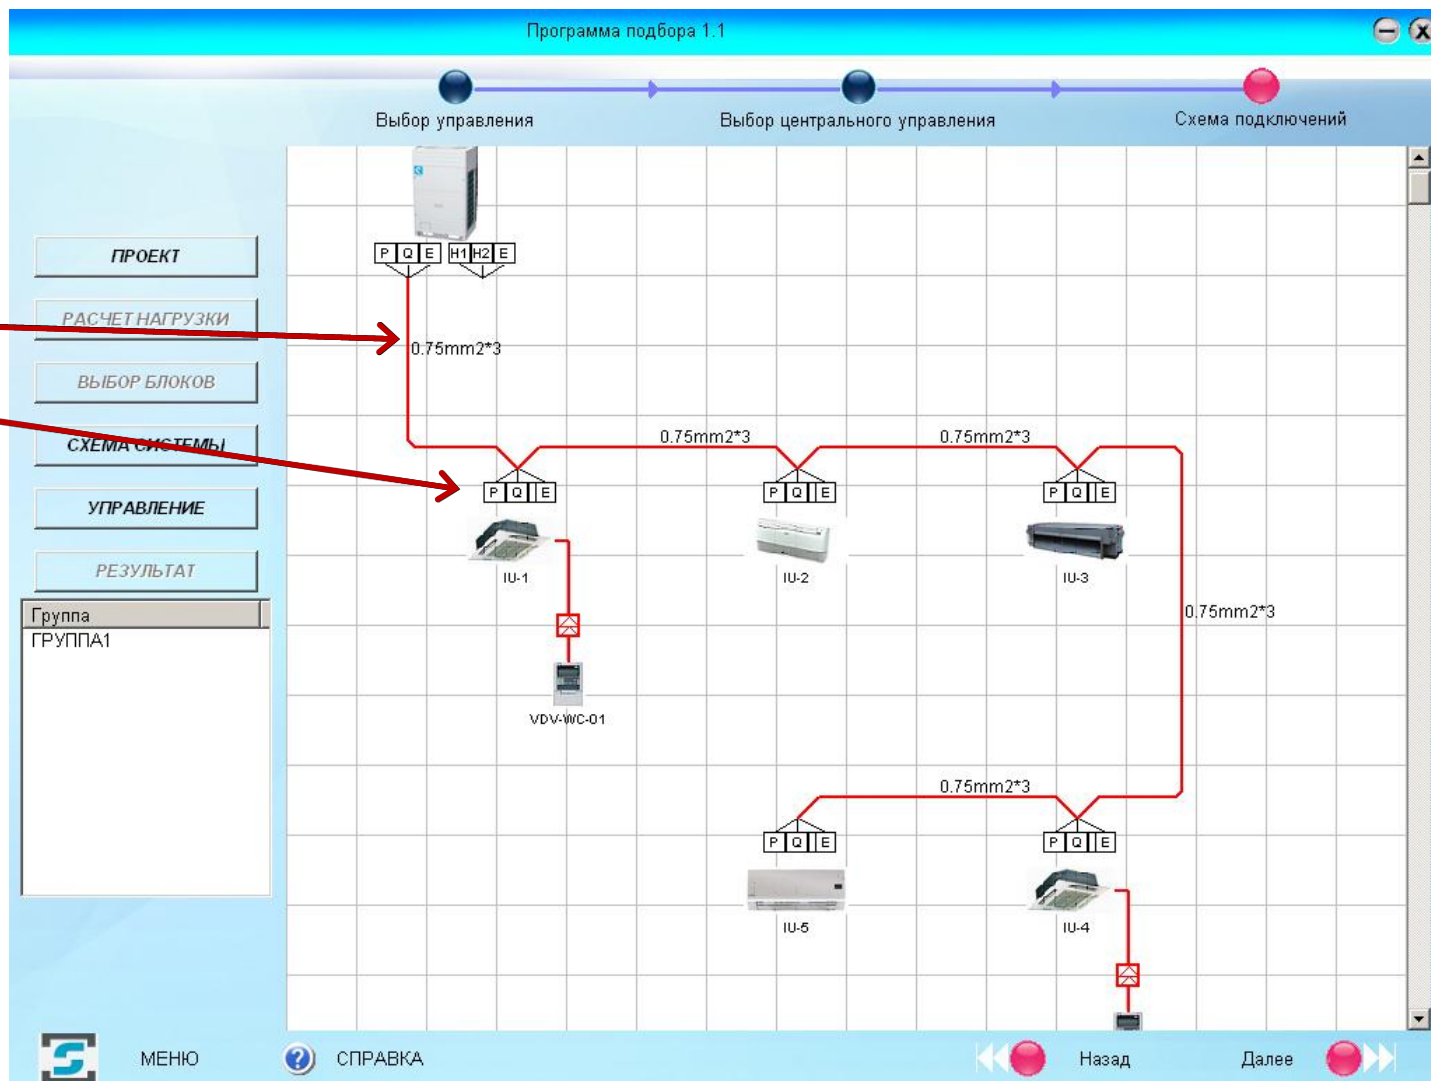 Программа подбора 1.1
Выбор управления
Выбор центрального управления
Схема подключений
ПРОЕКТ
РАСЧЕТ НАГРУЗКИ
ВЫБОР БЛОКОВ
СХЕМА СИСТЕМЫ
УПРАВЛЕНИЕ
РЕЗУЛЬТАТ
Группа
ГРУППА1
P Q E H1 H2 E
0.75mm2*3
0.75mm2*3 0.75mm2*3
P Q E P Q E P Q E
IU-1 IU-2 IU-3
0.75mm2*3
VDV-WC-01
0.75mm2*3
P Q E P Q E
IU-5 IU-4
МЕНЮ
? СПРАВКА
Назад
Далее